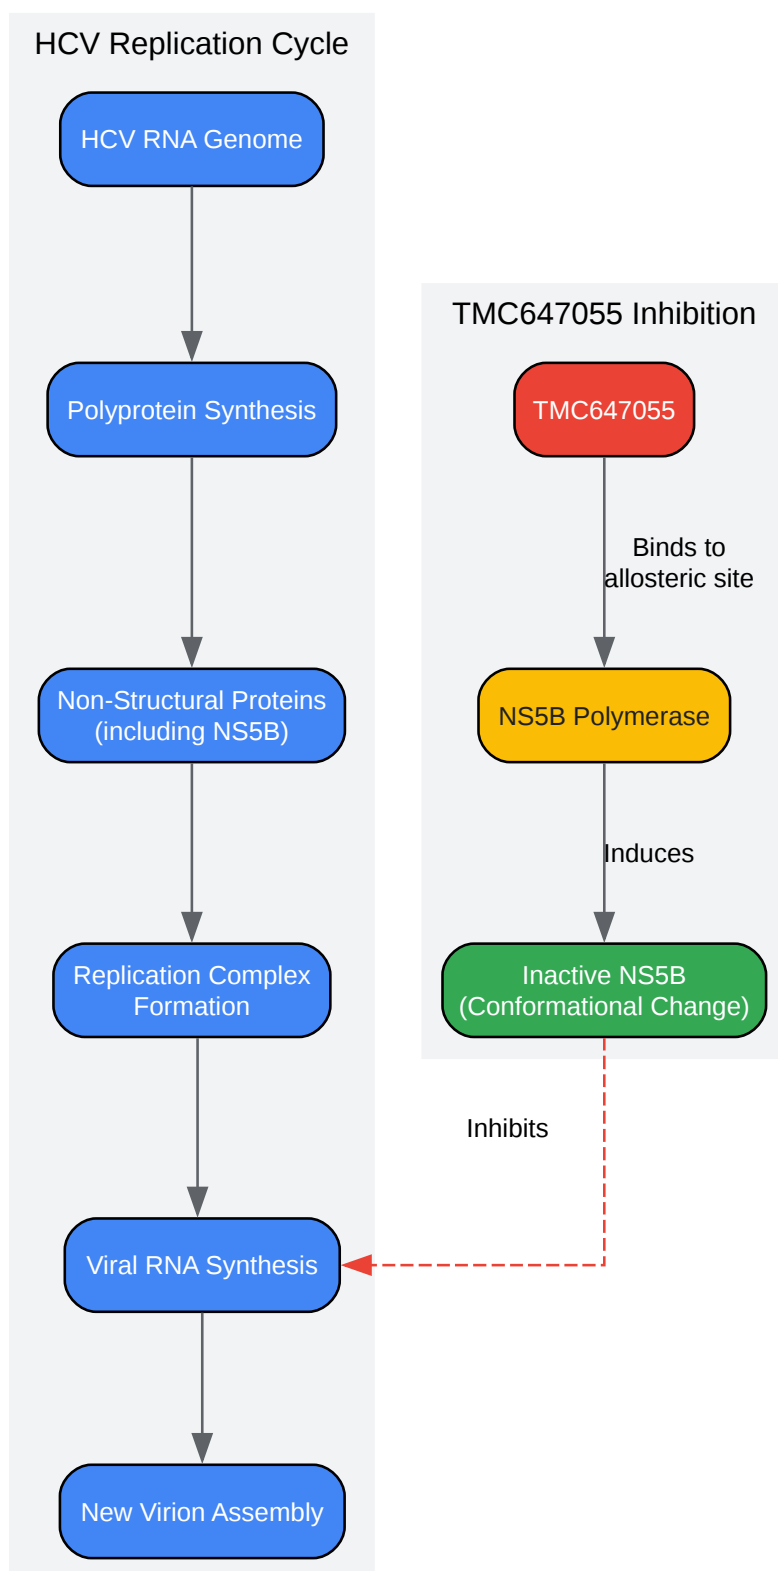 HCV Replication Cycle
HCV RNA Genome
Polyprotein Synthesis
Non-Structural Proteins
(including NS5B)
Replication Complex
Formation
Viral RNA Synthesis
New Virion Assembly
TMC647055 Inhibition
TMC647055
Binds to
allosteric site
NS5B Polymerase
Induces
Inactive NS5B
(Conformational Change)
Inhibits